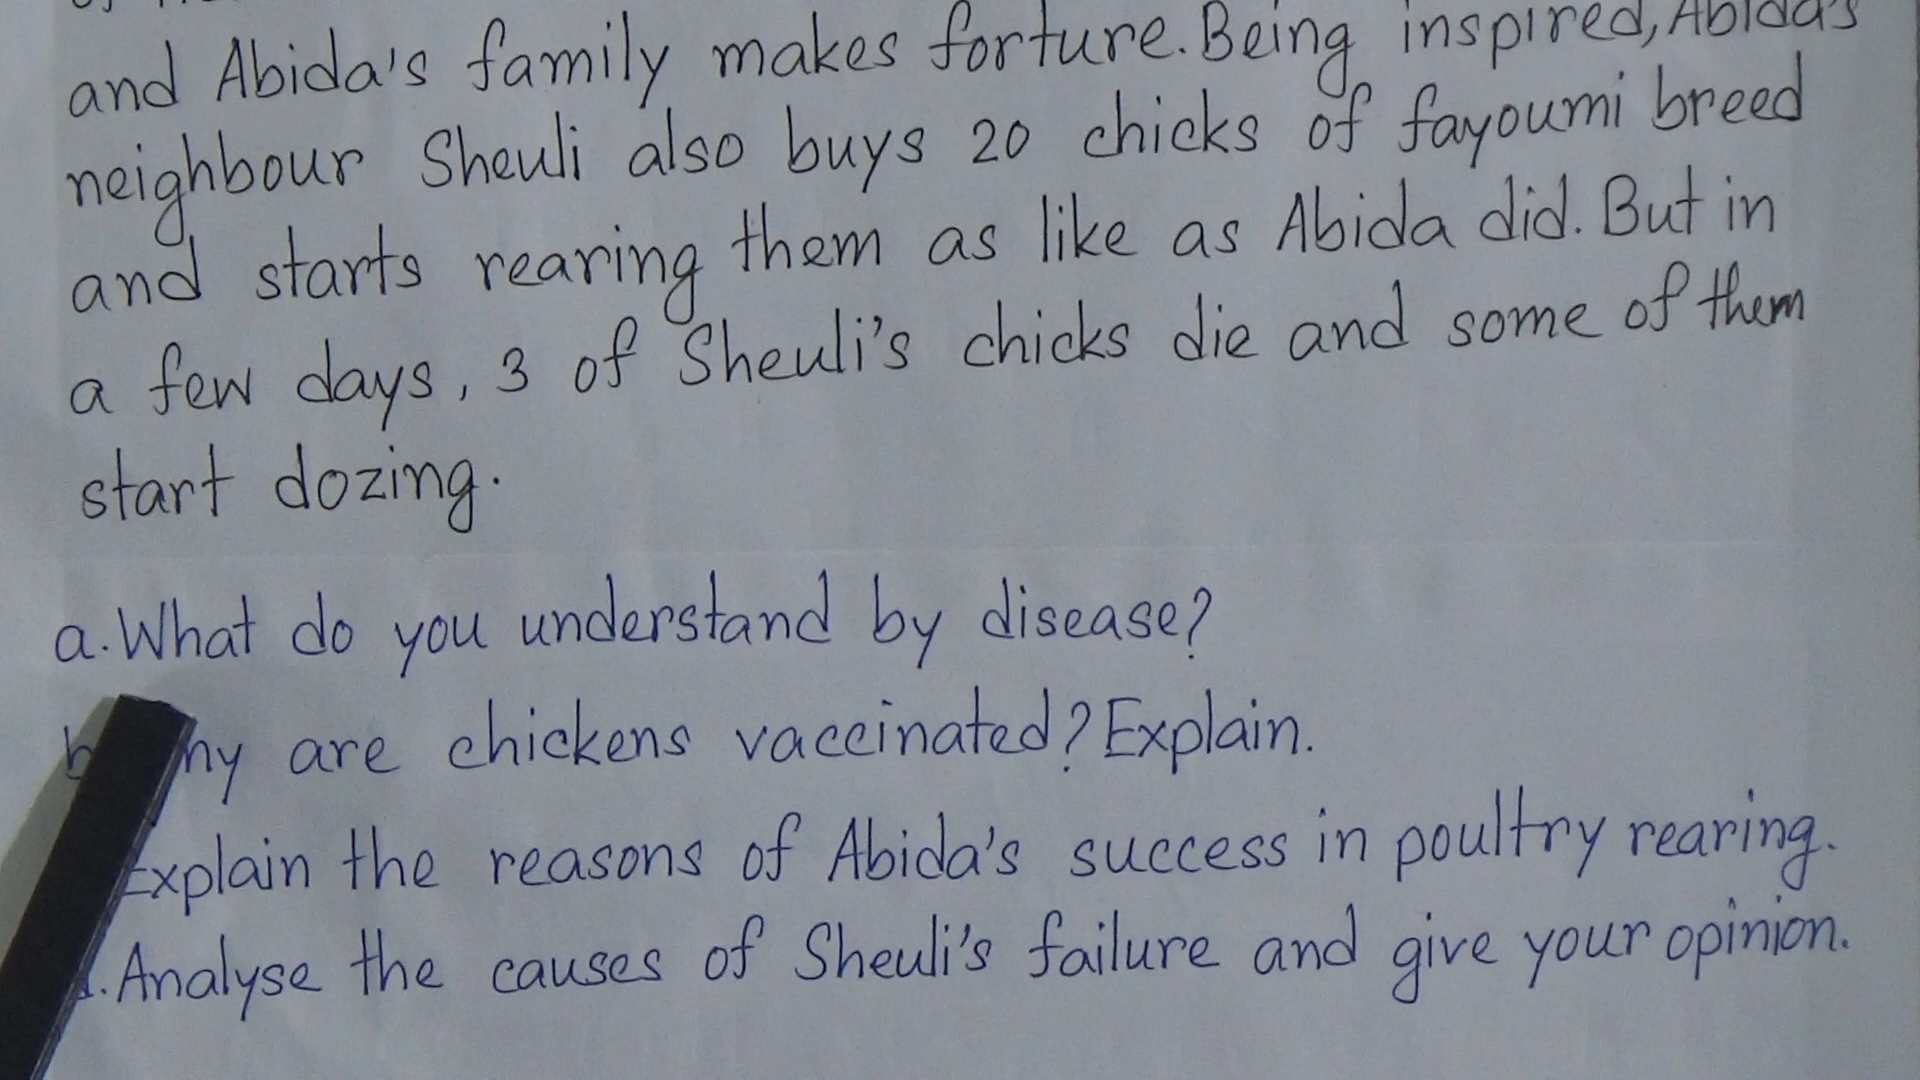 and Abida's family makes forture. Being inspired, Abida's
neighbour Sheuli also buys 20 chicks of fayoumi breed
and starts rearing them as like as Abida did. But in
a few days, 3 of Sheuli's chicks die and some of them
start dozing.
a. What do you understand by disease?
are chickens vaccinated? Explain.
Explain the reasons of Abida's success in poultry rearing.
Analyse the causes of Sheuli's failure and give your opinion.